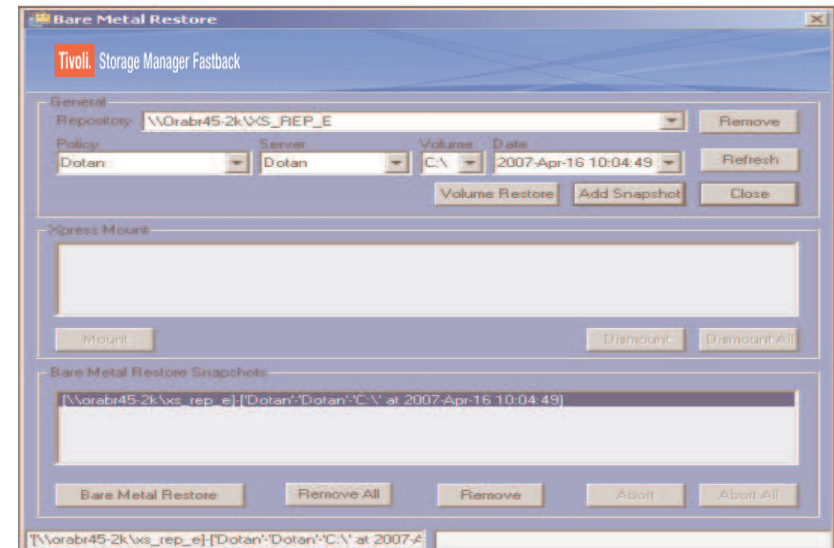 Bare Metal Restore
Tivoli. Storage Manager Fastback
General
Repository \\Orabr45-2k\XS_REP_E Remove
Policy Server Volume Date
Dotan Dotan C:\ 2007-Apr-16 10:04:49 Refresh
Volume Restore Add Snapshot Close
Xpress Mount
Mount Dismount Dismount All
Bare Metal Restore Snapshots
[\\orabr45-2k\xs_rep_e]-['Dotan'-'Dotan'-'C:\' at 2007-Apr-16 10:04:49]
Bare Metal Restore Remove All Remove Abort Abort All
'[\\orabr45-2k\xs_rep_e]-['Dotan'-'Dotan'-'C:\' at 2007-A